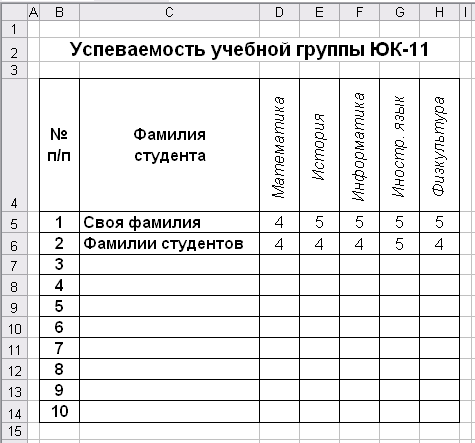 A B C D E F G H I
1
2 Успеваемость учебной группы ЮК-11
3
4 № п/п Фамилия студента Математика История Информатика Иностр. язык Физкультура
5 1 Своя фамилия 4 5 5 5 5
6 2 Фамилии студентов 4 4 4 5 4
7 3
8 4
9 5
10 6
11 7
12 8
13 9
14 10
15